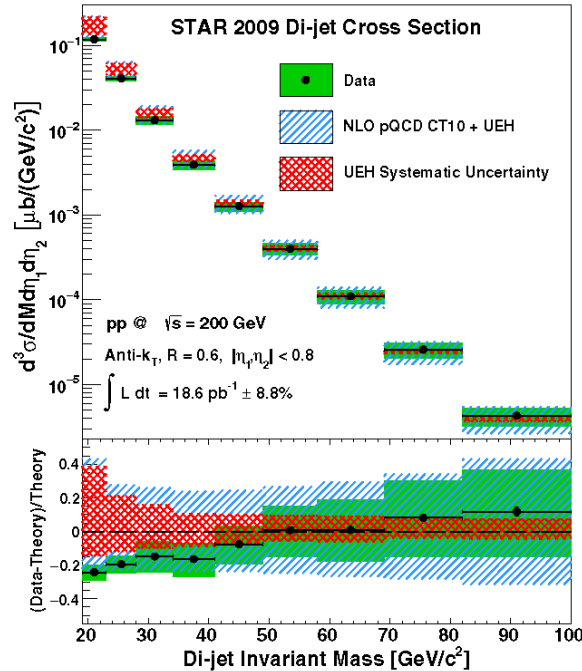 STAR 2009 Di-jet Cross Section
Data
NLO pQCD CT10 + UEH
UEH Systematic Uncertainty
d³σ/dMdη₁dη₂ [μb/(GeV/c²)]
10⁻¹
10⁻²
10⁻³
10⁻⁴
10⁻⁵
pp @ √s = 200 GeV
Anti-k_T, R = 0.6, |η₁,η₂| < 0.8
∫ L dt = 18.6 pb⁻¹ ± 8.8%
(Data-Theory)/Theory
0.4
0.2
0
-0.2
-0.4
20 30 40 50 60 70 80 90 100
Di-jet Invariant Mass [GeV/c²]